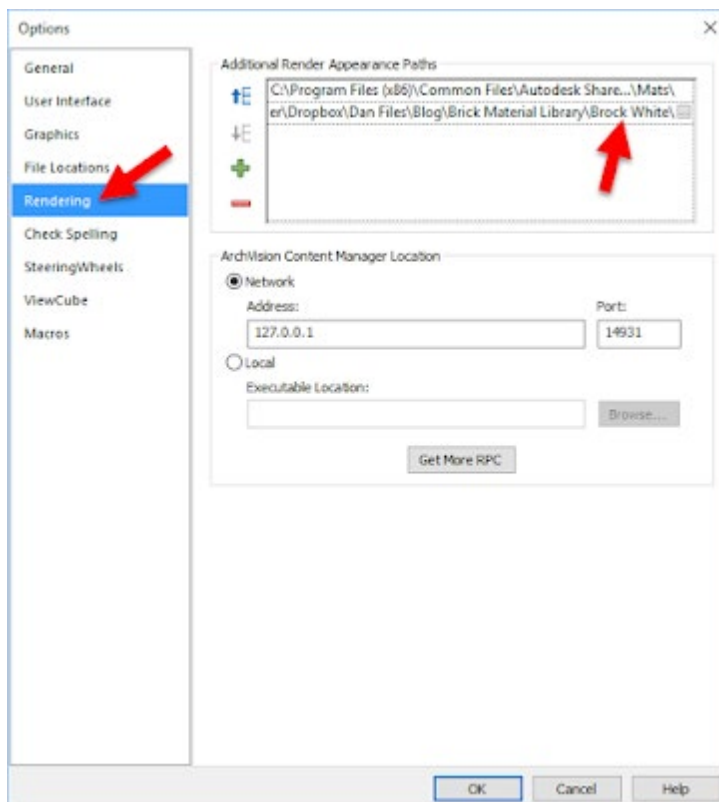 Options
General
User Interface
Graphics
File Locations
Rendering
Check Spelling
SteeringWheels
ViewCube
Macros
Additional Render Appearance Paths
C:\Program Files (x86)\Common Files\Autodesk Share...\Mats\
er\Dropbox\Dan Files\Blog\Brick Material Library\Brock White\
ArchVision Content Manager Location
Network
Address:
Port:
127.0.0.1
14931
Local
Executable Location:
Browse...
Get More RPC
OK
Cancel
Help